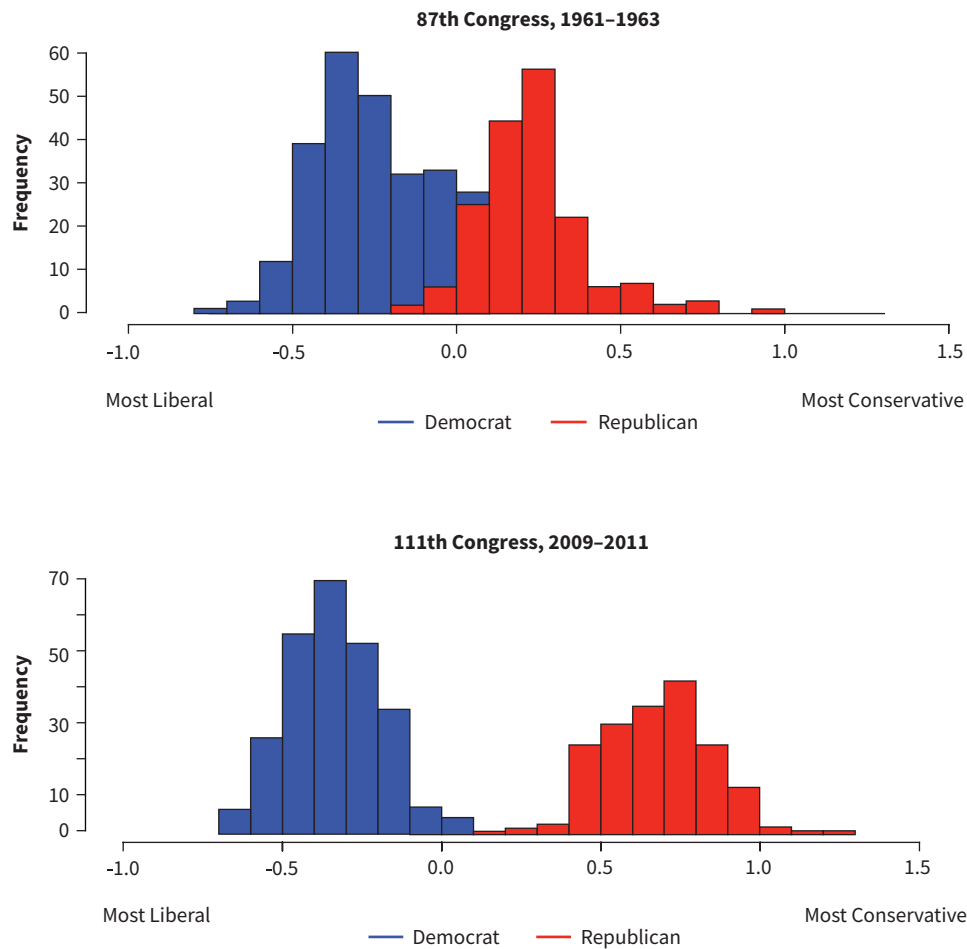 87th Congress, 1961–1963
Frequency
60
50
40
30
20
10
0
-1.0 -0.5 0.0 0.5 1.0 1.5
Most Liberal Most Conservative
Democrat Republican
111th Congress, 2009–2011
Frequency
70
50
30
10
0
-1.0 -0.5 0.0 0.5 1.0 1.5
Most Liberal Most Conservative
Democrat Republican